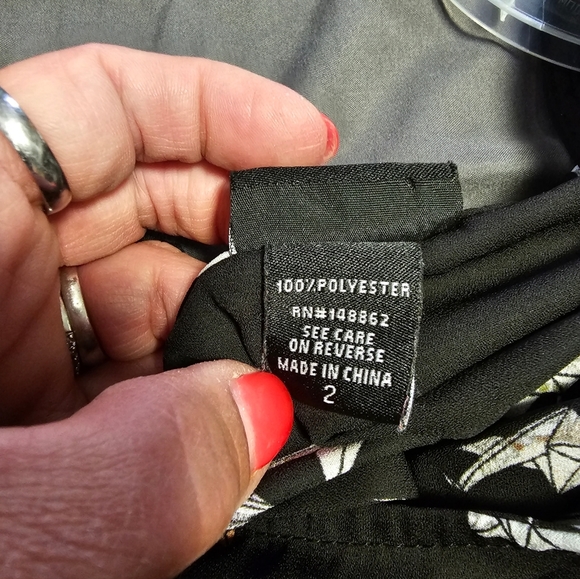 100% POLYESTER
RN#148862
SEE CARE
ON REVERSE
MADE IN CHINA
2